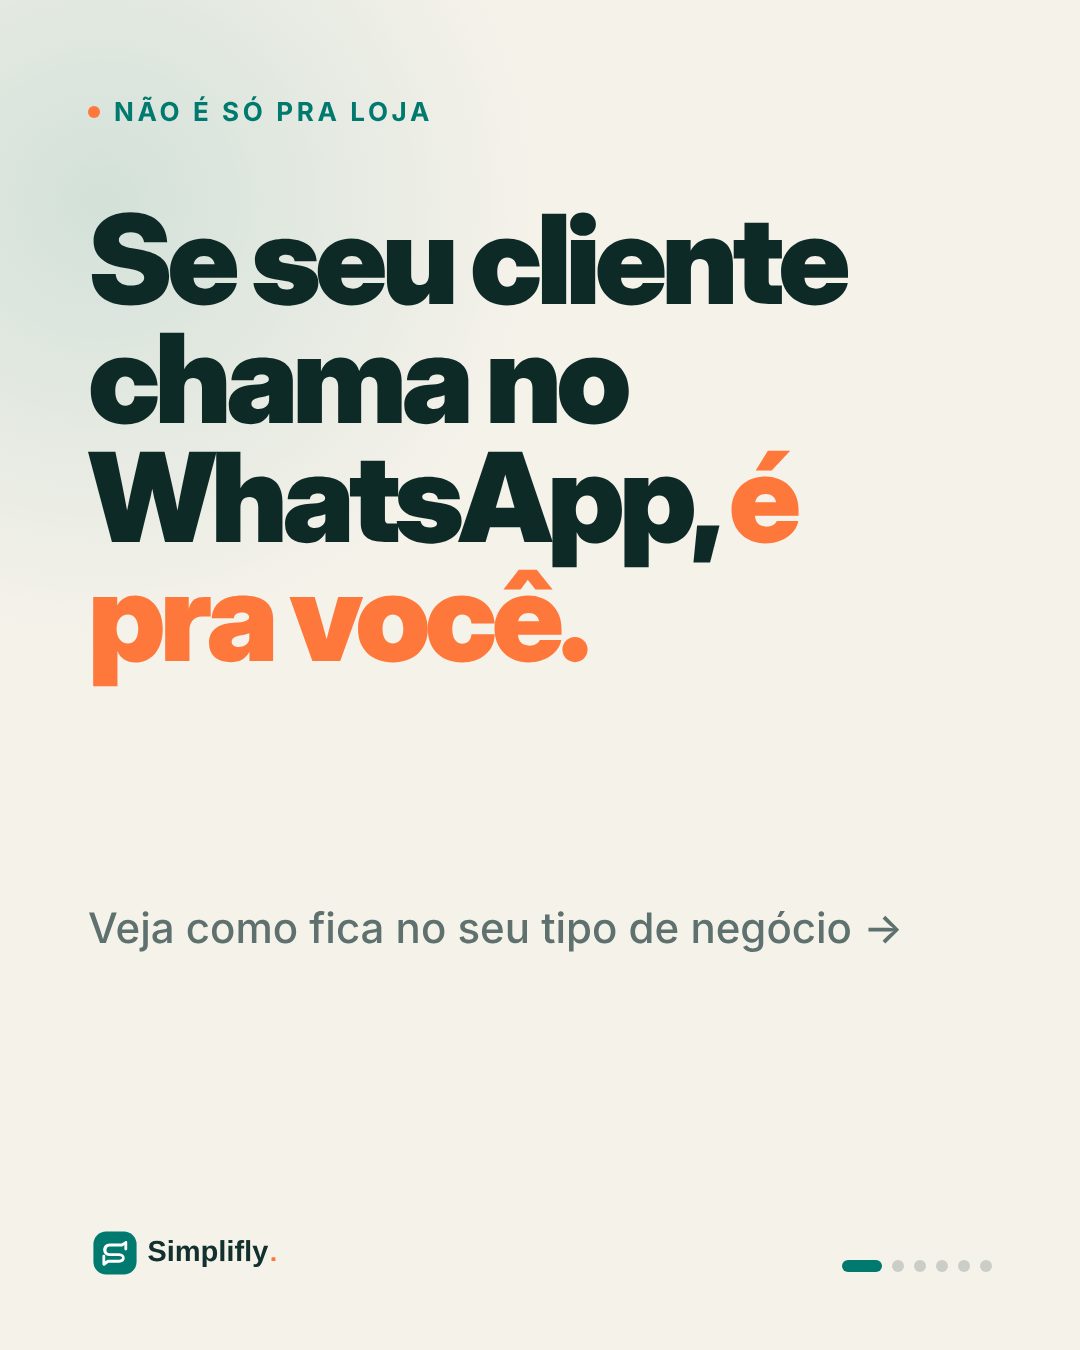 NÃO É SÓ PRA LOJA
Se seu cliente
chama no
WhatsApp, é
pra você.
Veja como fica no seu tipo de negócio →
Simplifly.